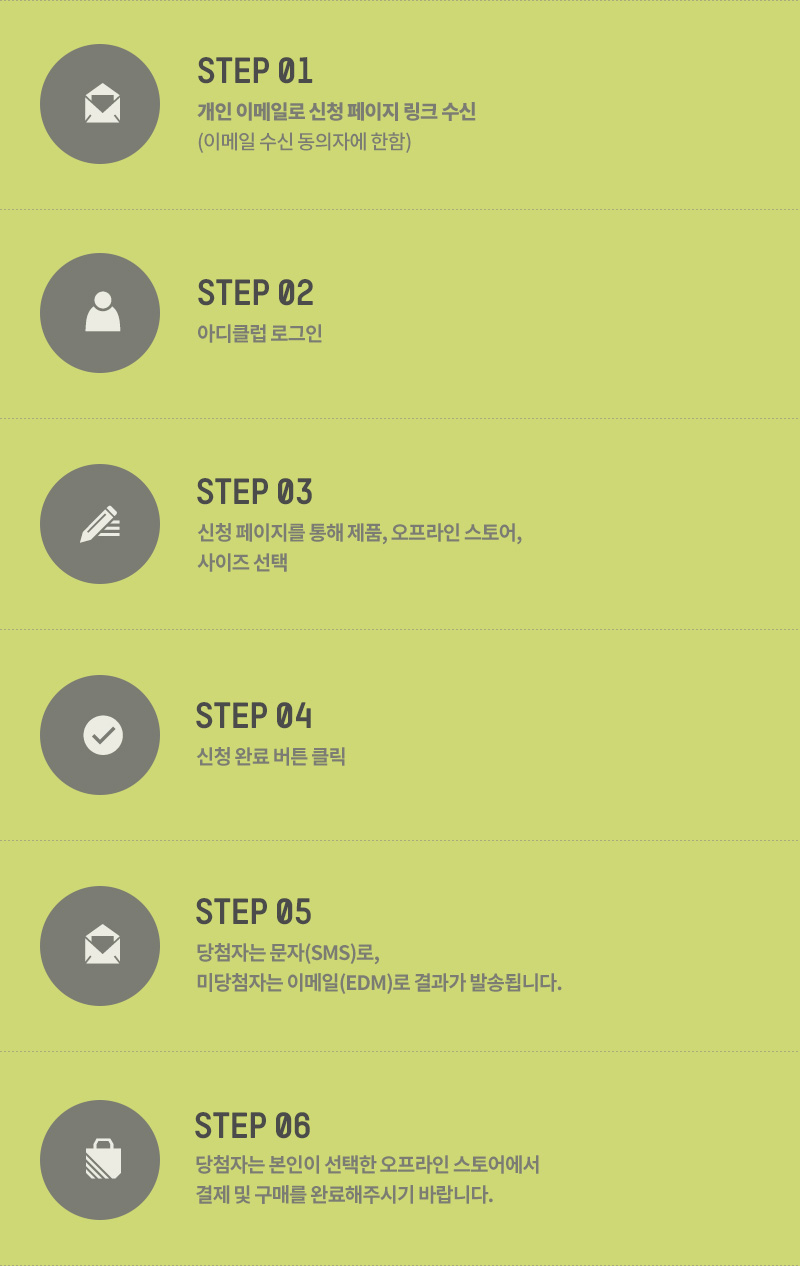 STEP 01
개인 이메일로 신청 페이지 링크 수신
(이메일 수신 동의자에 한함)
STEP 02
아디클럽 로그인
STEP 03
신청 페이지를 통해 제품, 오프라인 스토어,
사이즈 선택
STEP 04
신청 완료 버튼 클릭
STEP 05
당첨자는 문자(SMS)로,
미당첨자는 이메일(EDM)로 결과가 발송됩니다.
STEP 06
당첨자는 본인이 선택한 오프라인 스토어에서
결제 및 구매를 완료해주시기 바랍니다.